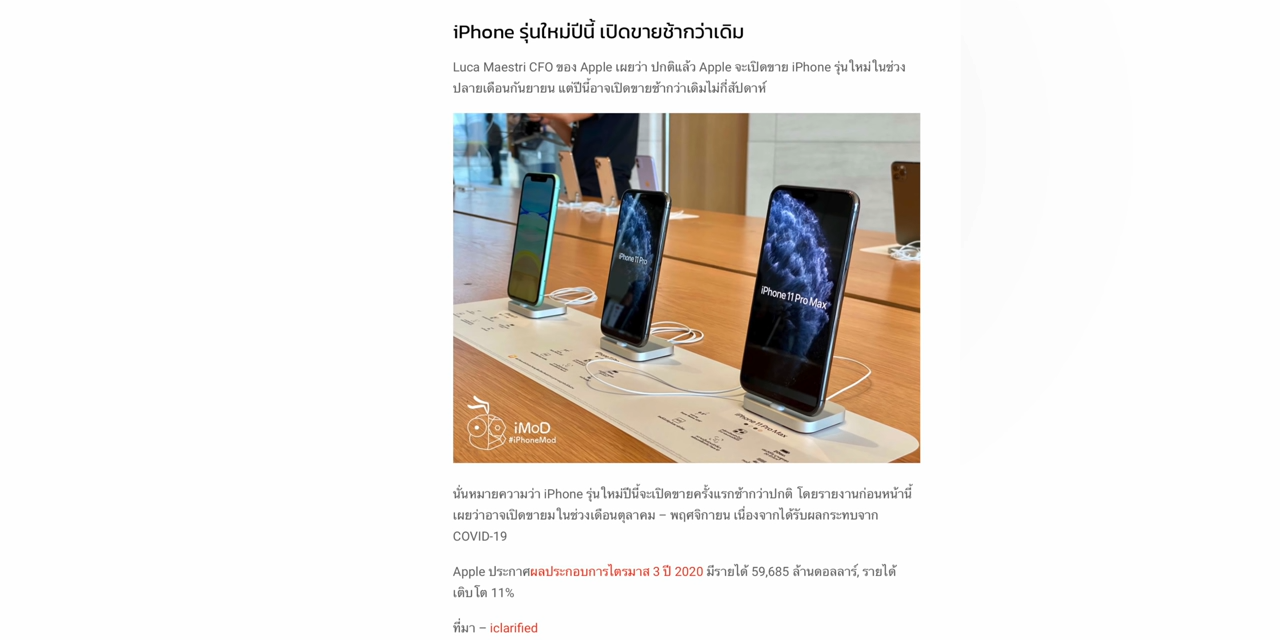 iPhone รุ่นใหม่ปีนี้ เปิดขายช้ากว่าเดิม
Luca Maestri CFO ของ Apple เผยว่า ปกติแล้ว Apple จะเปิดขาย iPhone รุ่นใหม่ในช่วง
ปลายเดือนกันยายน แต่ปีนี้อาจเปิดขายช้ากว่าเดิมไม่กี่สัปดาห์
iPhone 11 Pro
iPhone 11 Pro Max
iPhone 11 Pro Max
iMoD
#iPhoneMod
นั่นหมายความว่า iPhone รุ่นใหม่ปีนี้จะเปิดขายครั้งแรกช้ากว่าปกติ โดยรายงานก่อนหน้านี้
เผยว่าอาจเปิดขายมในช่วงเดือนตุลาคม – พฤศจิกายน เนื่องจากได้รับผลกระทบจาก
COVID-19
Apple ประกาศผลประกอบการไตรมาส 3 ปี 2020 มีรายได้ 59,685 ล้านดอลลาร์, รายได้
เติบโต 11%
ที่มา – iclarified